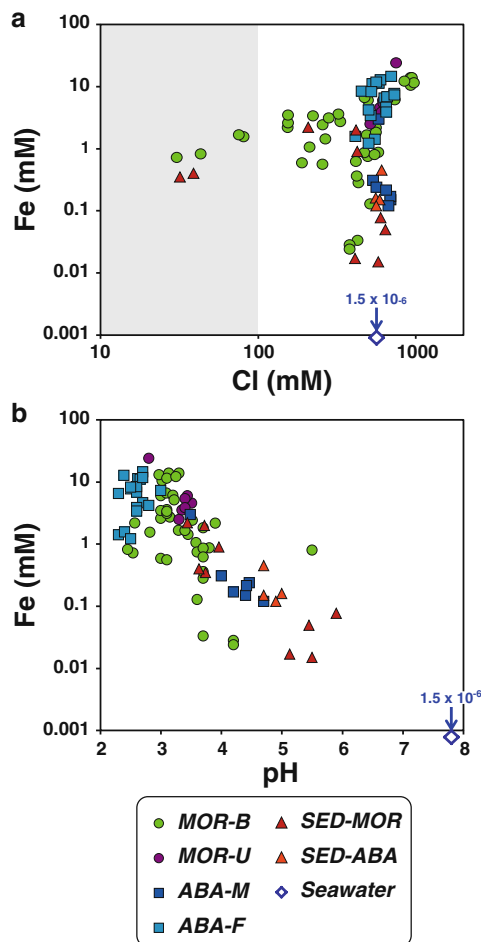 a
100
10
1
0.1
0.01
0.001
Fe (mM)
1.5 x 10-6
10 100 1000
Cl (mM)
b
100
10
1
0.1
0.01
0.001
Fe (mM)
1.5 x 10-6
2 3 4 5 6 7 8
pH
MOR-B SED-MOR
MOR-U SED-ABA
ABA-M Seawater
ABA-F